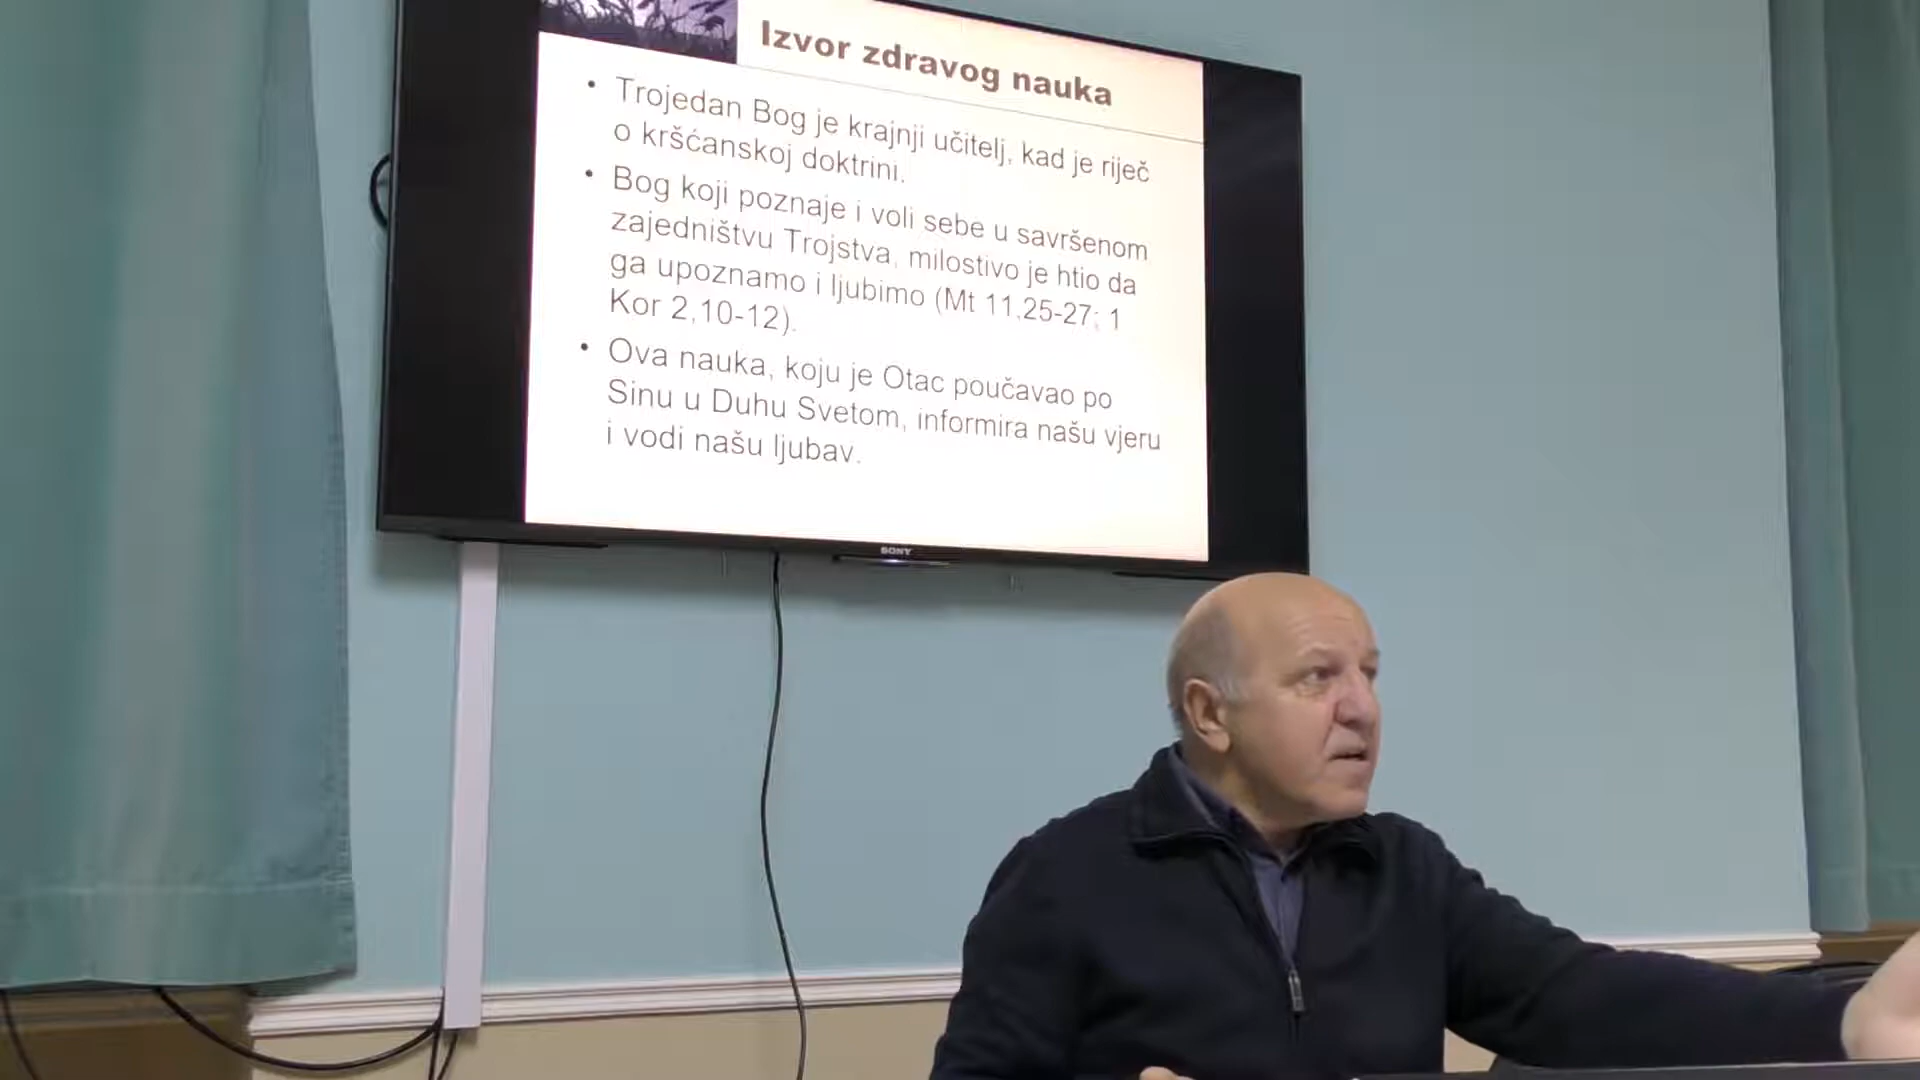 Izvor zdravog nauka
• Trojedan Bog je krajnji učitelj, kad je riječ
o kršćanskoj doktrini.
• Bog koji poznaje i voli sebe u savršenom
zajedništvu Trojstva, milostivo je htio da
ga upoznamo i ljubimo (Mt 11,25-27; 1
Kor 2,10-12).
• Ova nauka, koju je Otac poučavao po
Sinu u Duhu Svetom, informira našu vjeru
i vodi našu ljubav.
SONY